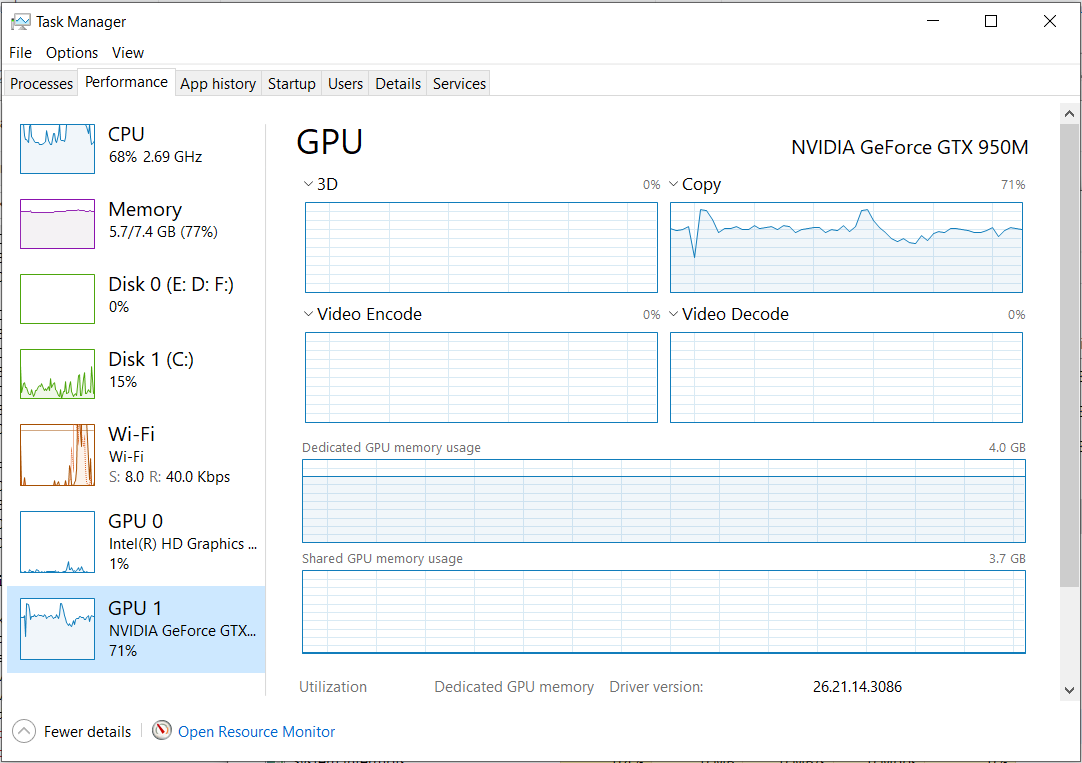 Task Manager
File Options View
Processes Performance App history Startup Users Details Services
CPU
68% 2.69 GHz
Memory
5.7/7.4 GB (77%)
Disk 0 (E: D: F:)
0%
Disk 1 (C:)
15%
Wi-Fi
Wi-Fi
S: 8.0 R: 40.0 Kbps
GPU 0
Intel(R) HD Graphics ...
1%
GPU 1
NVIDIA GeForce GTX...
71%
GPU NVIDIA GeForce GTX 950M
3D 0% Copy 71%
Video Encode 0% Video Decode 0%
Dedicated GPU memory usage 4.0 GB
Shared GPU memory usage 3.7 GB
Utilization Dedicated GPU memory Driver version: 26.21.14.3086
Fewer details Open Resource Monitor